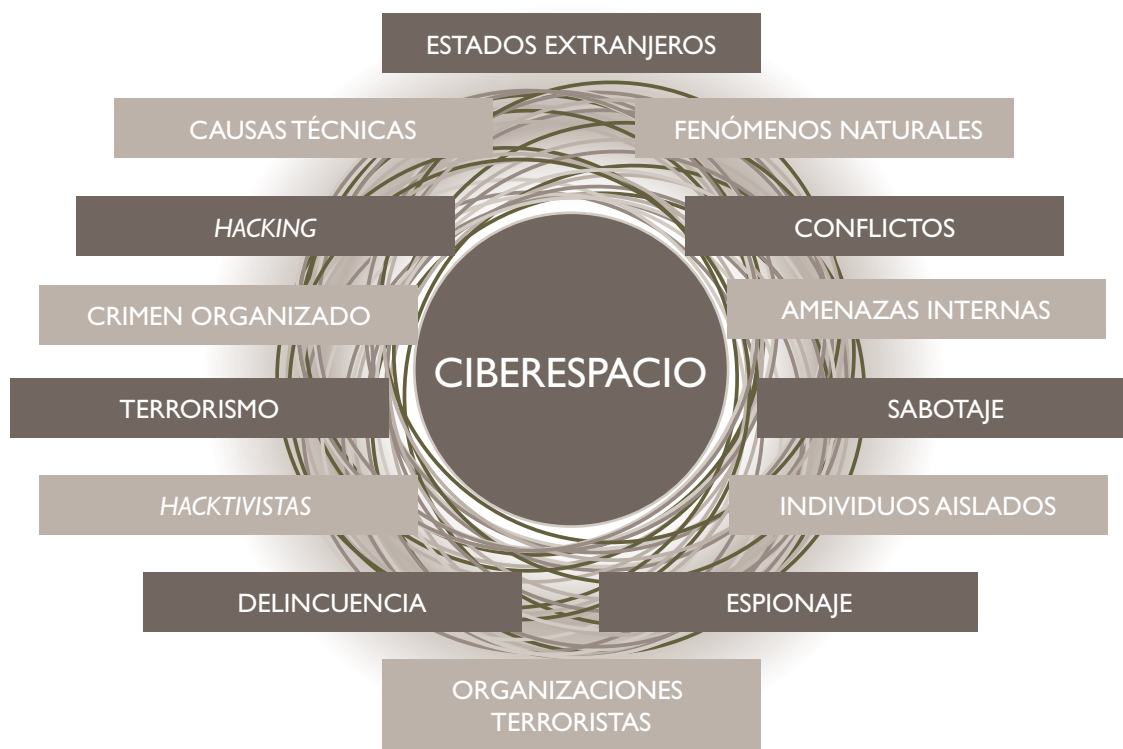 ESTADOS EXTRANJEROS
CAUSAS TÉCNICAS
FENÓMENOS NATURALES
HACKING
CONFLICTOS
CRIMEN ORGANIZADO
AMENAZAS INTERNAS
CIBERESPACIO
TERRORISMO
SABOTAJE
HACKTIVISTAS
INDIVIDUOS AISLADOS
DELINCUENCIA
ESPIONAJE
ORGANIZACIONES
TERRORISTAS